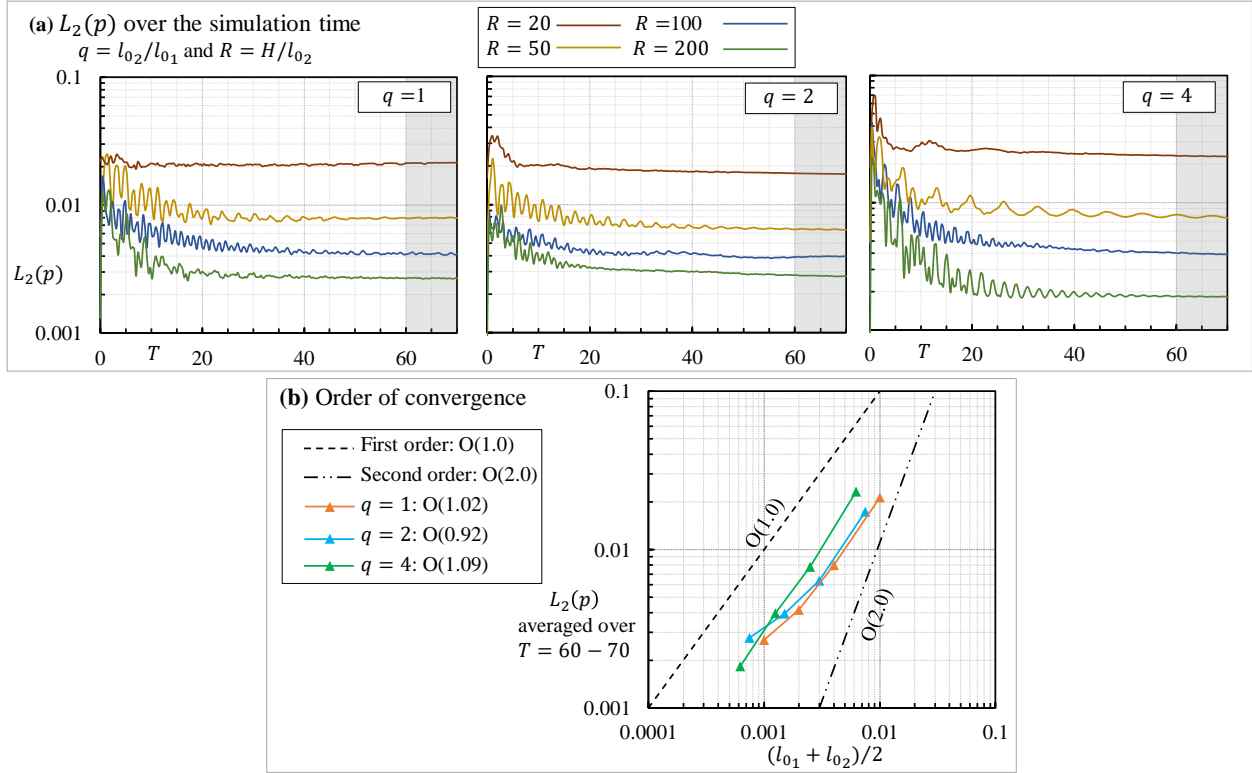 (a) L₂(p) over the simulation time
q = l₀₂/l₀₁ and R = H/l₀₂
R = 20 R =100
R = 50 R = 200
0.1
0.01
L₂(p)
0.001
q =1
q = 2
q = 4
0 T 20 40 60
0 T 20 40 60
0 T 20 40 60
(b) Order of convergence
First order: O(1.0)
Second order: O(2.0)
q = 1: O(1.02)
q = 2: O(0.92)
q = 4: O(1.09)
L₂(p)
averaged over
T = 60 − 70
0.1
0.01
0.001
O(1.0)
O(2.0)
0.0001 0.001 0.01 0.1
(l₀₁ + l₀₂)/2